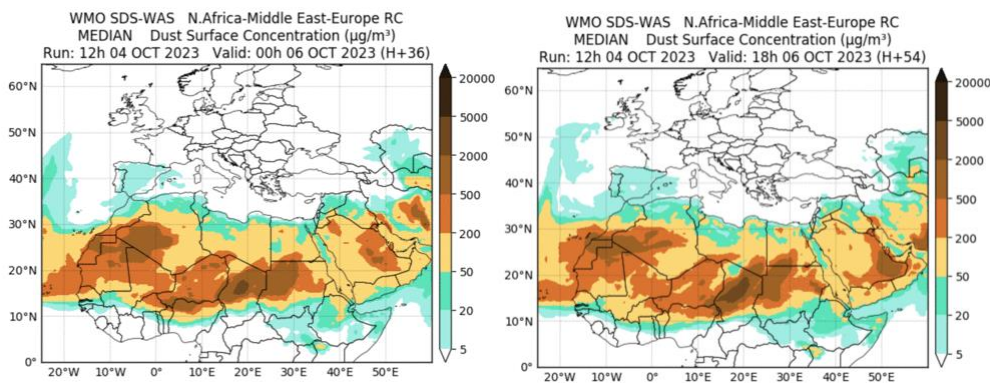 WMO SDS-WAS N.Africa-Middle East-Europe RC
MEDIAN Dust Surface Concentration (µg/m³)
Run: 12h 04 OCT 2023 Valid: 00h 06 OCT 2023 (H+36)
60°N
50°N
40°N
30°N
20°N
10°N
0°
20°W
10°W
0°
10°E
20°E
30°E
40°E
50°E
20000
5000
2000
500
200
50
20
5
WMO SDS-WAS N.Africa-Middle East-Europe RC
MEDIAN Dust Surface Concentration (µg/m³)
Run: 12h 04 OCT 2023 Valid: 18h 06 OCT 2023 (H+54)
60°N
50°N
40°N
30°N
20°N
10°N
0°
20°W
10°W
0°
10°E
20°E
30°E
40°E
50°E
20000
5000
2000
500
200
50
20
5